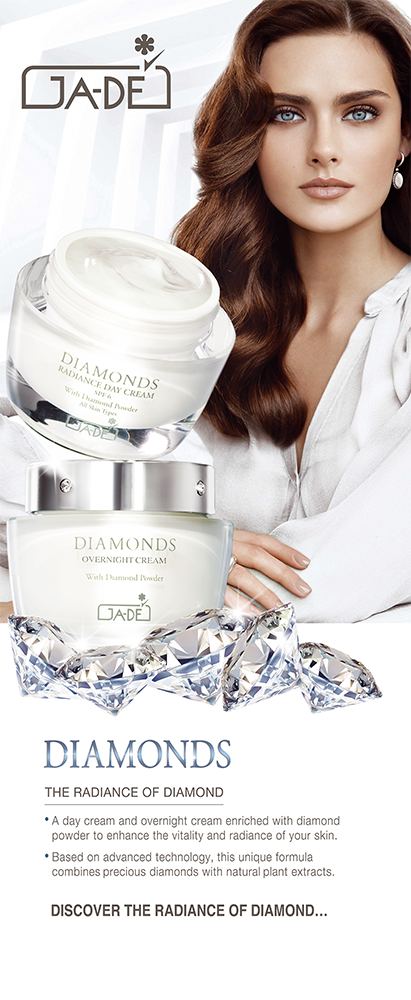 JA-DE
DIAMONDS
RADIANCE DAY CREAM
SPF 6
With Diamond Powder
All Skin Types
JA-DE
DIAMONDS
OVERNIGHT CREAM
With Diamond Powder
JA-DE
DIAMONDS
THE RADIANCE OF DIAMOND
• A day cream and overnight cream enriched with diamond
powder to enhance the vitality and radiance of your skin.
• Based on advanced technology, this unique formula
combines precious diamonds with natural plant extracts.
DISCOVER THE RADIANCE OF DIAMOND...